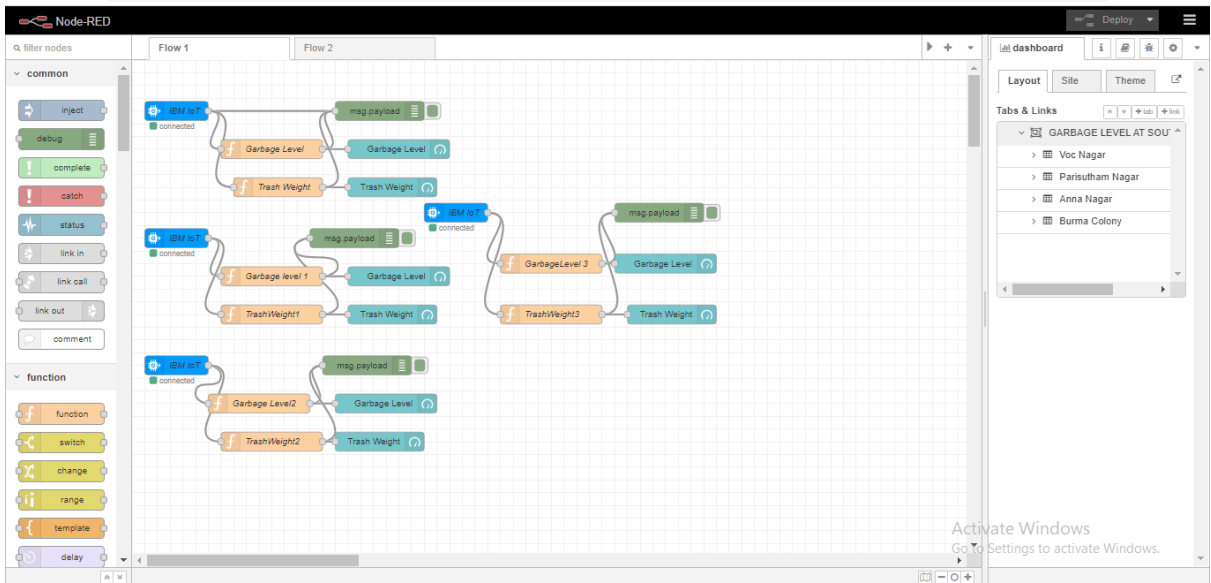 Node-RED
Deploy
filter nodes
Flow 1
Flow 2
dashboard
i
common
inject
debug
complete
catch
status
link in
link call
link out
comment
function
function
switch
change
range
template
delay
IBM IoT
connected
msg.payload
Garbage Level
Garbage Level
Trash Weight
Trash Weight
IBM IoT
connected
msg.payload
Garbage level 1
Garbage Level
TrashWeight1
Trash Weight
IBM IoT
connected
msg.payload
Garbage Level2
Garbage Level
TrashWeight2
Trash Weight
IBM IoT
connected
msg.payload
GarbageLevel 3
Garbage Level
TrashWeight3
Trash Weight
Layout
Site
Theme
Tabs & Links
+tab
+link
GARBAGE LEVEL AT SOU
Voc Nagar
Parisutham Nagar
Anna Nagar
Burma Colony
Activate Windows
Go to Settings to activate Windows.